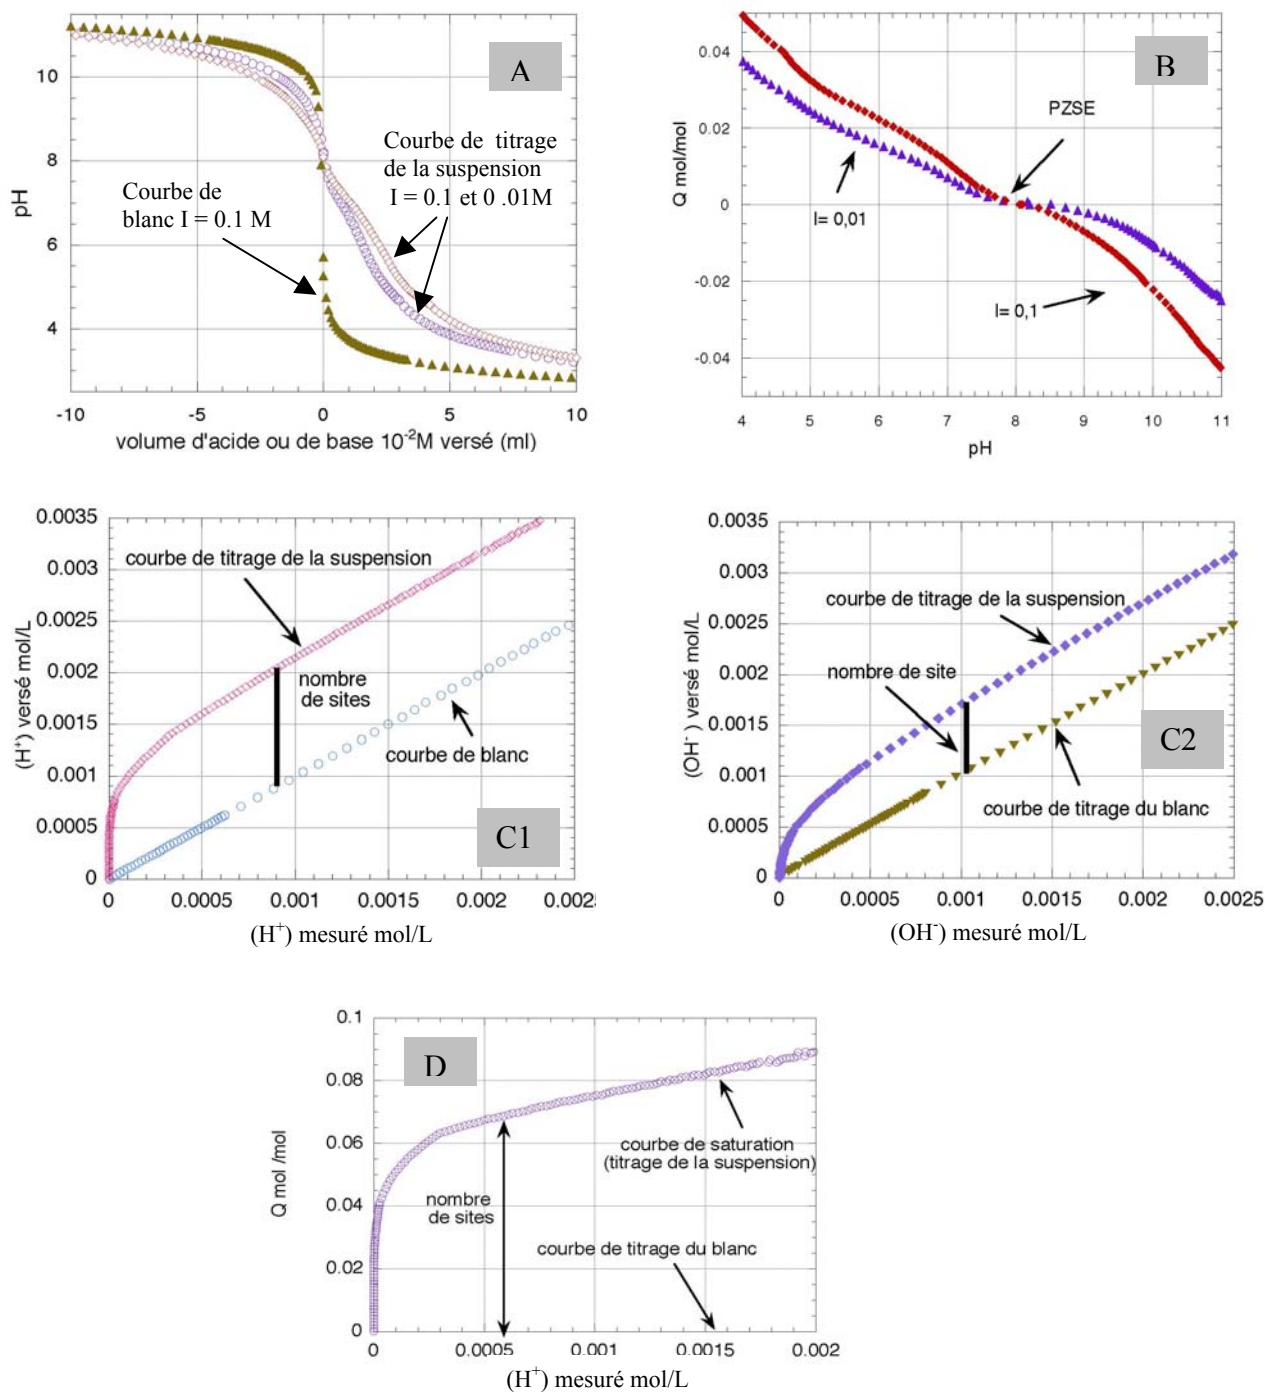 A
pH
10
8
6
4
Courbe de titrage
de la suspension
I = 0.1 et 0 .01M
Courbe de
blanc I = 0.1 M
-10
-5
0
5
10
volume d'acide ou de base 10⁻²M versé (ml)
B
Q mol/mol
0.04
0.02
0
-0.02
-0.04
PZSE
I= 0,01
I= 0,1
4
5
6
7
8
9
10
11
pH
C1
(H⁺) versé mol/L
0.0035
0.003
0.0025
0.002
0.0015
0.001
0.0005
0
courbe de titrage de la suspension
nombre
de sites
courbe de blanc
0
0.0005
0.001
0.0015
0.002
0.0025
(H⁺) mesuré mol/L
C2
(OH⁻) versé mol/L
0.0035
0.003
0.0025
0.002
0.0015
0.001
0.0005
0
courbe de titrage de la suspension
nombre de site
courbe de titrage du blanc
0
0.0005
0.001
0.0015
0.002
0.0025
(OH⁻) mesuré mol/L
D
Q mol /mol
0.1
0.08
0.06
0.04
0.02
0
courbe de saturation
(titrage de la suspension)
nombre
de sites
courbe de titrage du blanc
0
0.0005
0.001
0.0015
0.002
(H⁺) mesuré mol/L